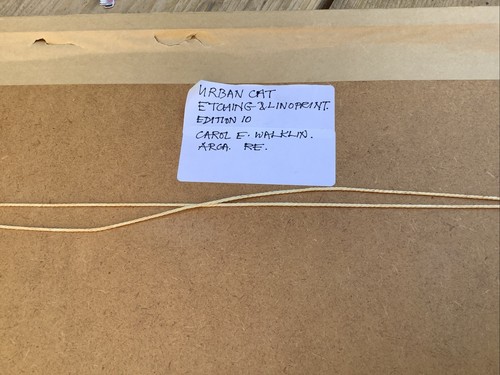 URBAN CAT
ETCHING & LINOPRINT.
EDITION 10
CAROL E. WALKLIN.
ARCA. RE.